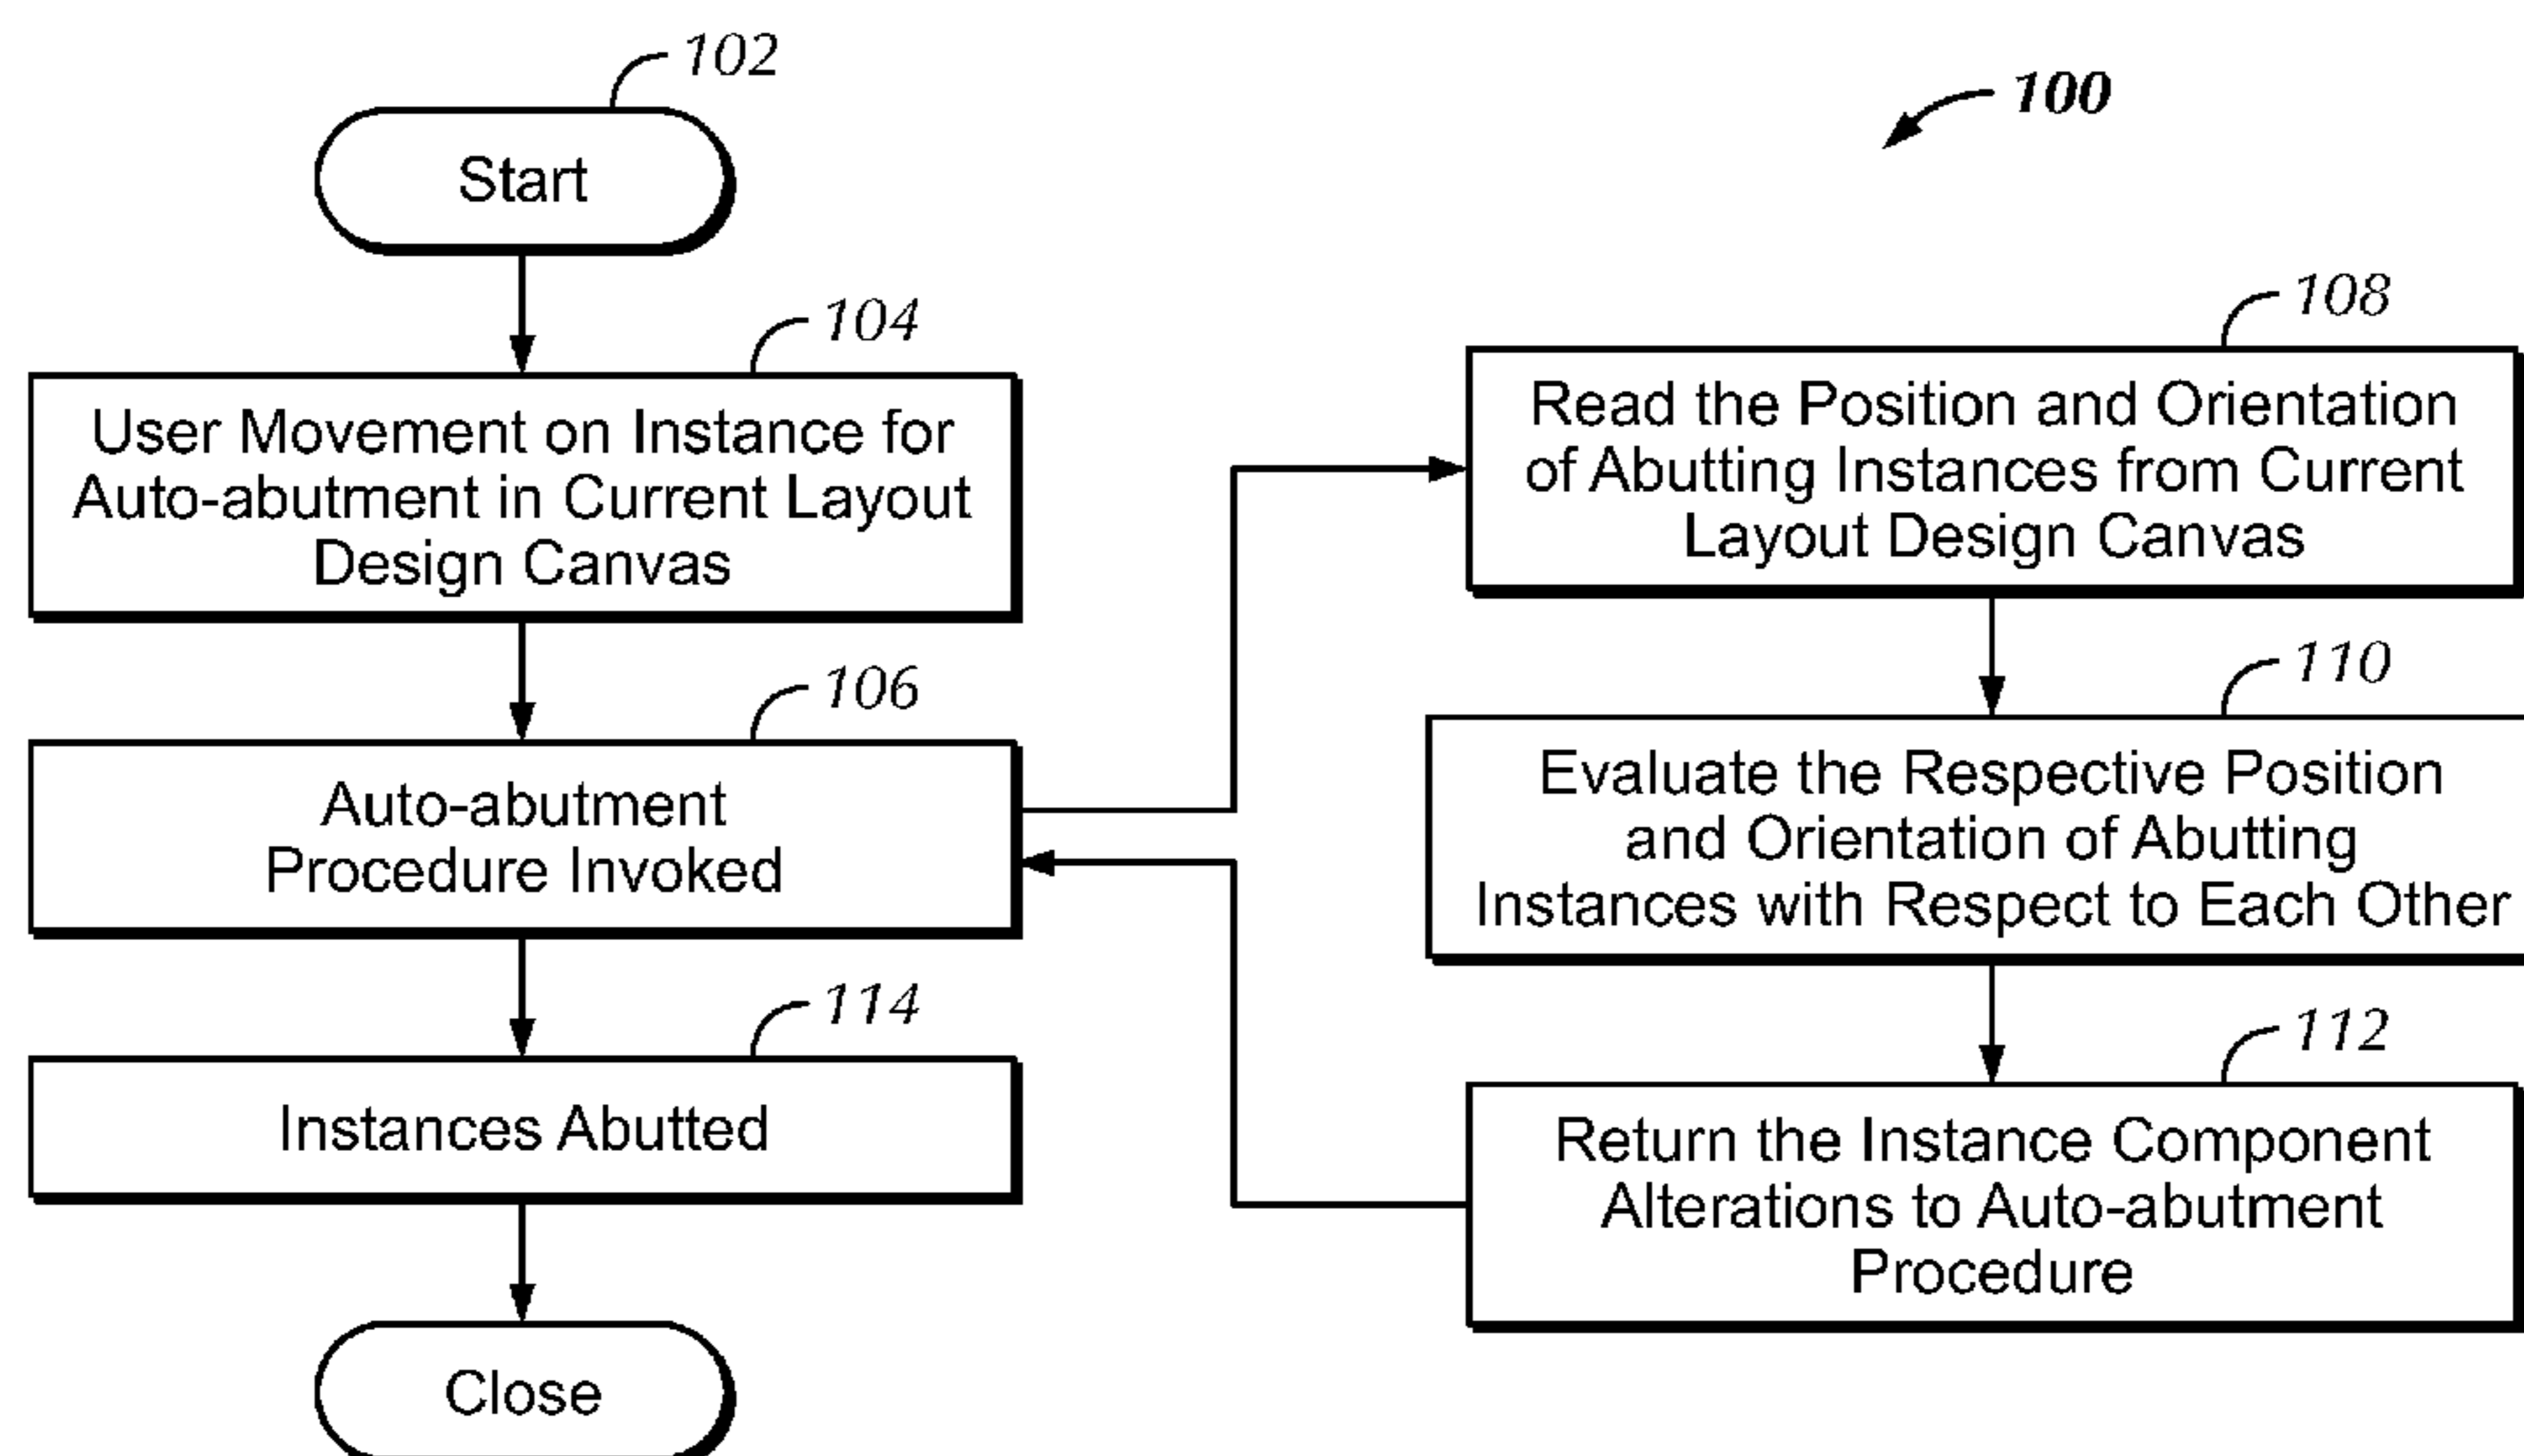 102
Start
104
User Movement on Instance for
Auto-abutment in Current Layout
Design Canvas
106
Auto-abutment
Procedure Invoked
114
Instances Abutted
Close
100
108
Read the Position and Orientation
of Abutting Instances from Current
Layout Design Canvas
110
Evaluate the Respective Position
and Orientation of Abutting
Instances with Respect to Each Other
112
Return the Instance Component
Alterations to Auto-abutment
Procedure